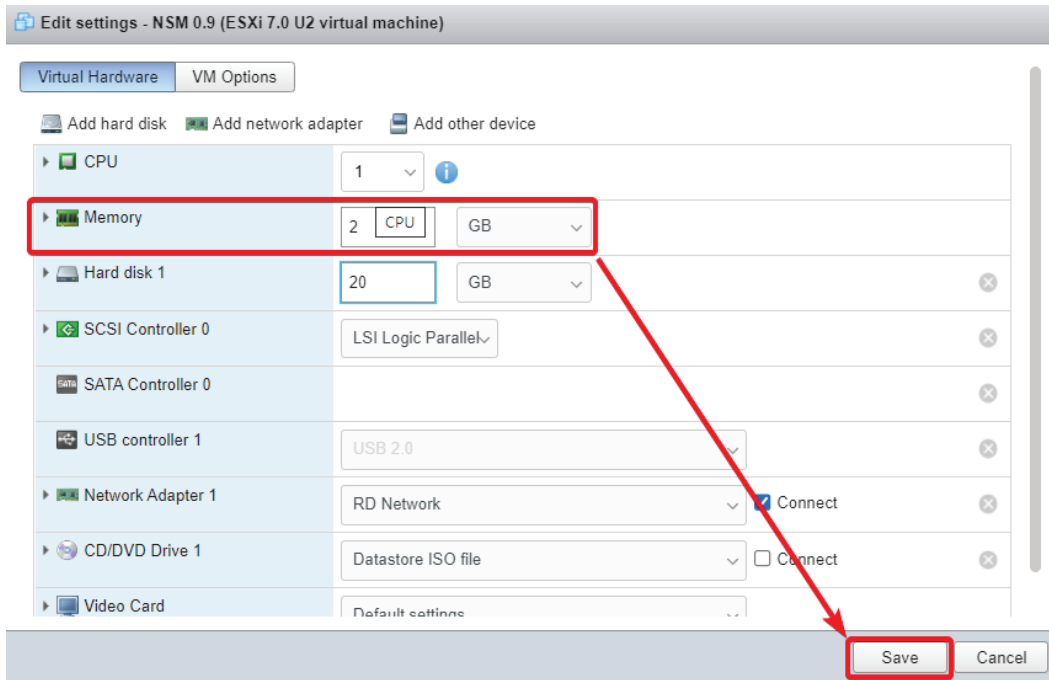 Edit settings - NSM 0.9 (ESXi 7.0 U2 virtual machine)
Virtual Hardware VM Options
Add hard disk Add network adapter Add other device
CPU 1
Memory 2 CPU GB
Hard disk 1 20 GB
SCSI Controller 0 LSI Logic Parallel
SATA SATA Controller 0
USB controller 1 USB 2.0
Network Adapter 1 RD Network Connect
CD/DVD Drive 1 Datastore ISO file Connect
Video Card Default settings
Save Cancel